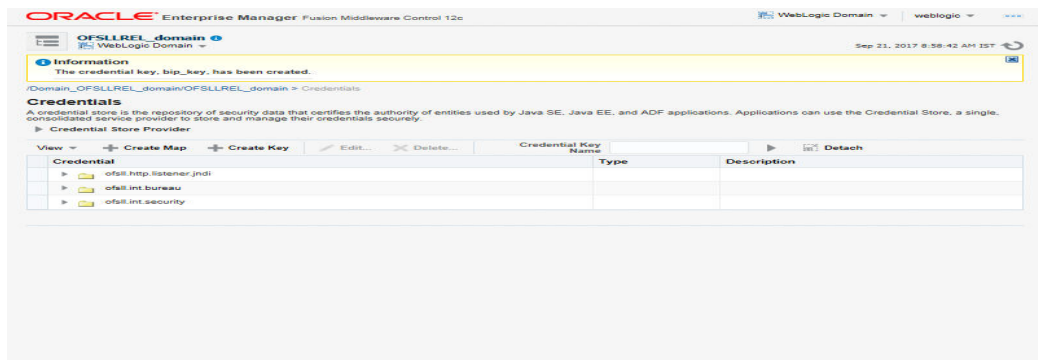 ORACLE Enterprise Manager Fusion Middleware Control 12c
WebLogic Domain
weblogic
OFSLLREL_domain
WebLogic Domain
Sep 21, 2017 8:58:42 AM IST
Information
The credential key, bip_key, has been created.
/Domain_OFSLLREL_domain/OFSLLREL_domain > Credentials
Credentials
A credential store is the repository of security data that certifies the authority of entities used by Java SE, Java EE, and ADF applications. Applications can use the Credential Store, a single,
consolidated service provider to store and manage their credentials securely.
Credential Store Provider
View Create Map Create Key Edit... Delete... Credential Key Name Detach
Credential Type Description
ofsll.http.listener.jndi
ofsll.int.bureau
ofsll.int.security